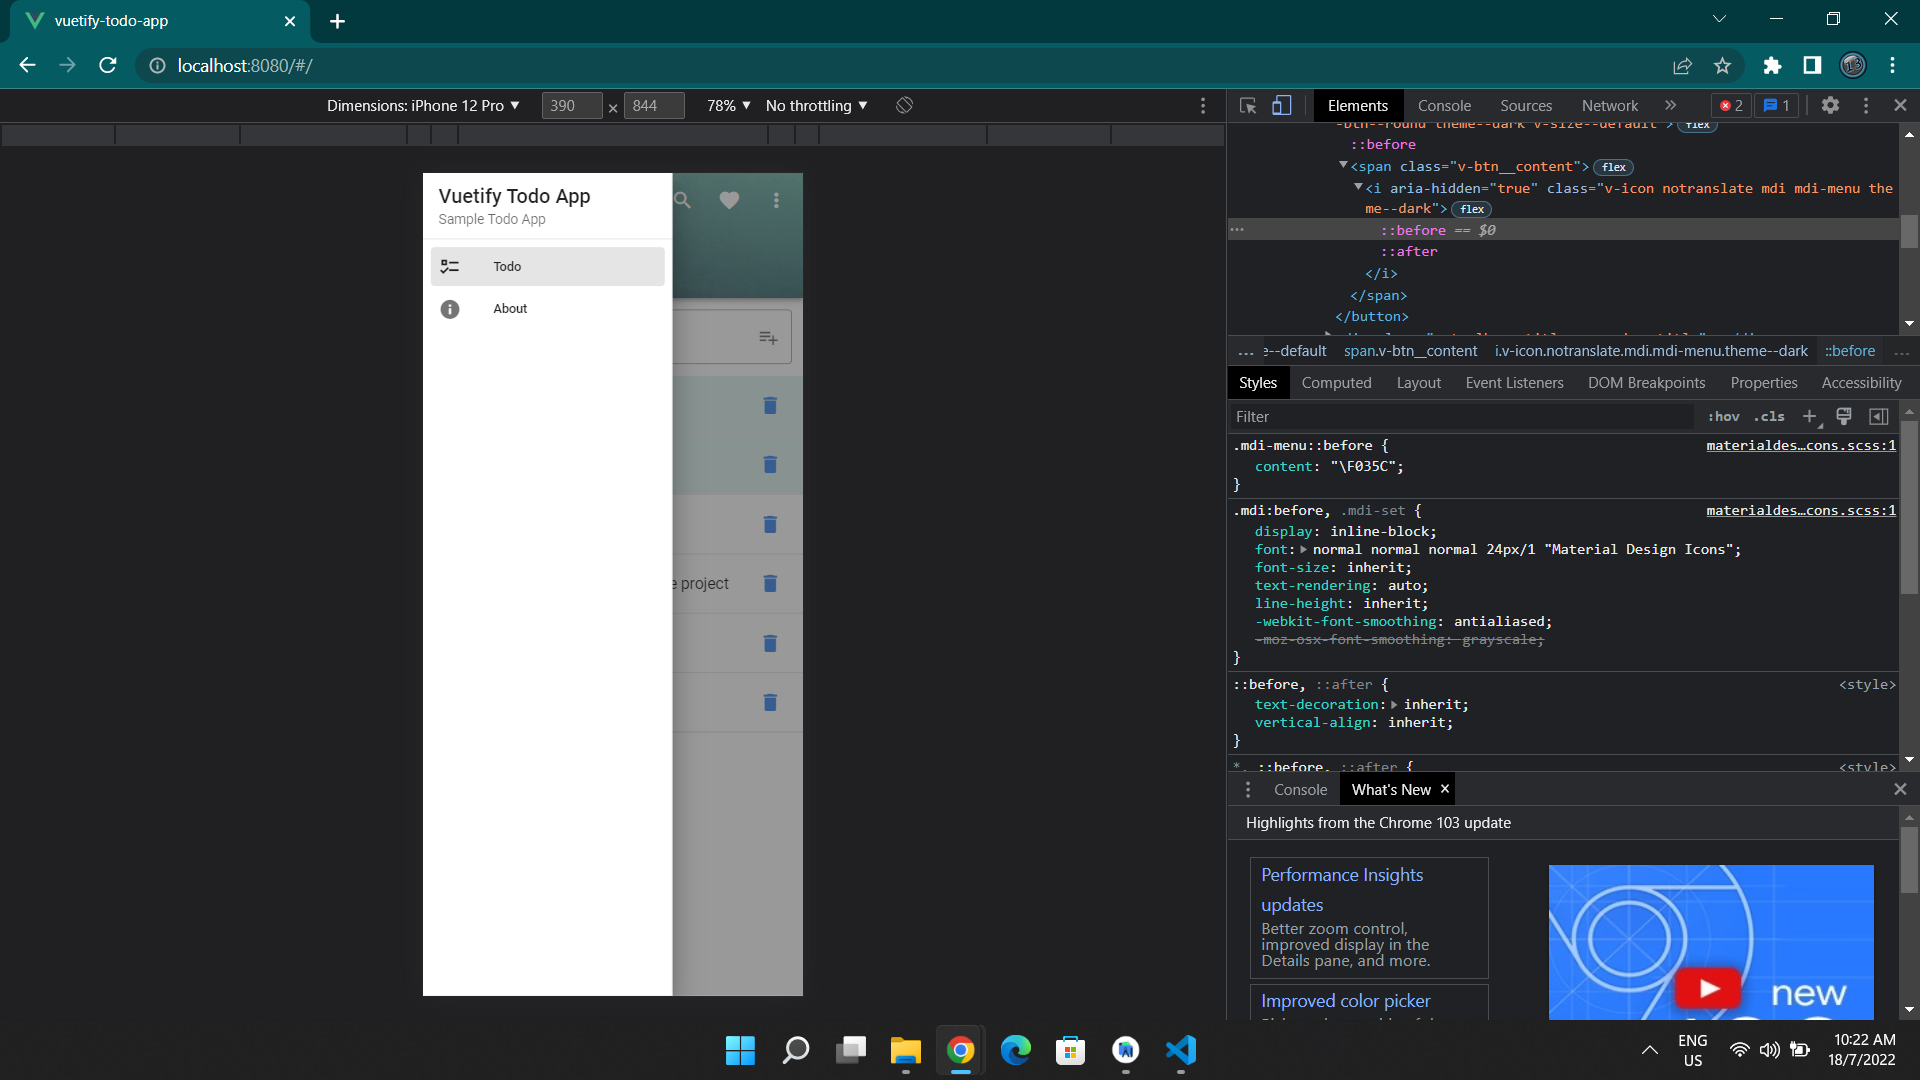 vuetify-todo-app
localhost:8080/#/
Dimensions: iPhone 12 Pro ▼ 390 × 844 78% ▼ No throttling ▼
Elements Console Sources Network » 2 1
Vuetify Todo App
Sample Todo App
Todo
About
e project
-btn--round theme--dark v-size--default"> flex
::before
<span class="v-btn__content"> flex
<i aria-hidden="true" class="v-icon notranslate mdi mdi-menu the
me--dark"> flex
::before == $0
::after
</i>
</span>
</button>
... e--default span.v-btn__content i.v-icon.notranslate.mdi.mdi-menu.theme--dark ::before ...
Styles Computed Layout Event Listeners DOM Breakpoints Properties Accessibility
Filter :hov .cls
.mdi-menu::before { materialdes…cons.scss:1
content: "\F035C";
}
.mdi:before, .mdi-set { materialdes…cons.scss:1
display: inline-block;
font: normal normal normal 24px/1 "Material Design Icons";
font-size: inherit;
text-rendering: auto;
line-height: inherit;
-webkit-font-smoothing: antialiased;
-moz-osx-font-smoothing: grayscale;
}
::before, ::after { <style>
text-decoration: inherit;
vertical-align: inherit;
}
*, ::before, ::after { <style>
Console What's New ×
Highlights from the Chrome 103 update
Performance Insights
updates
Better zoom control,
improved display in the
Details pane, and more.
Improved color picker
new
ENG
US
10:22 AM
18/7/2022